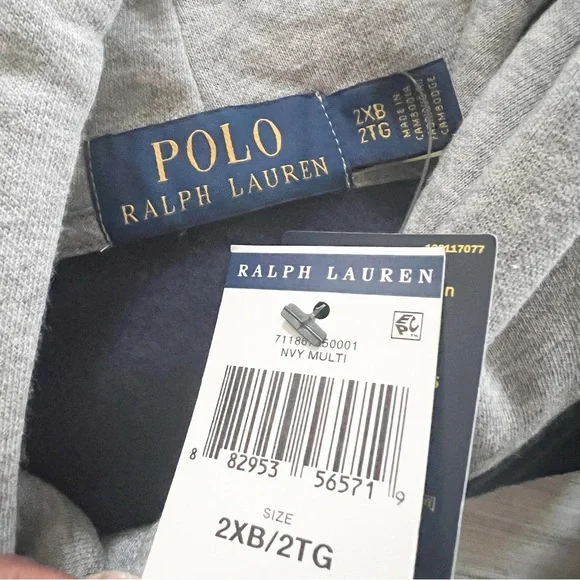 POLO
RALPH LAUREN
2XB
2TG
MADE IN
CAMBODIA
CAMBODGE
RALPH LAUREN
EPC
NVY MULTI
8 82953 56571 9
SIZE
2XB/2TG